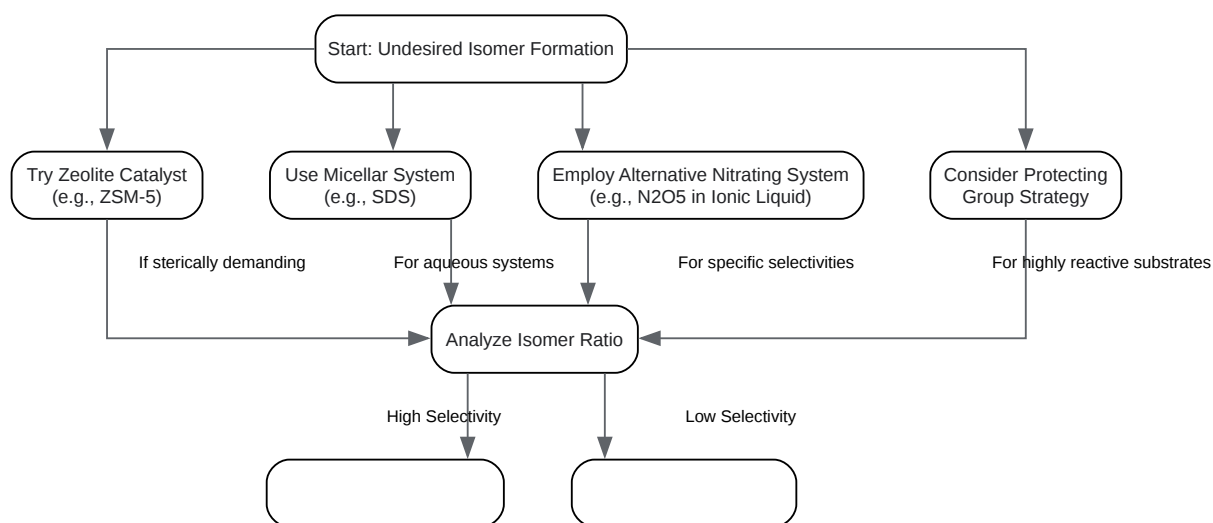 Start: Undesired Isomer Formation
Try Zeolite Catalyst
(e.g., ZSM-5)
Use Micellar System
(e.g., SDS)
Employ Alternative Nitrating System
(e.g., N2O5 in Ionic Liquid)
Consider Protecting
Group Strategy
If sterically demanding
For aqueous systems
For specific selectivities
For highly reactive substrates
Analyze Isomer Ratio
High Selectivity
Low Selectivity